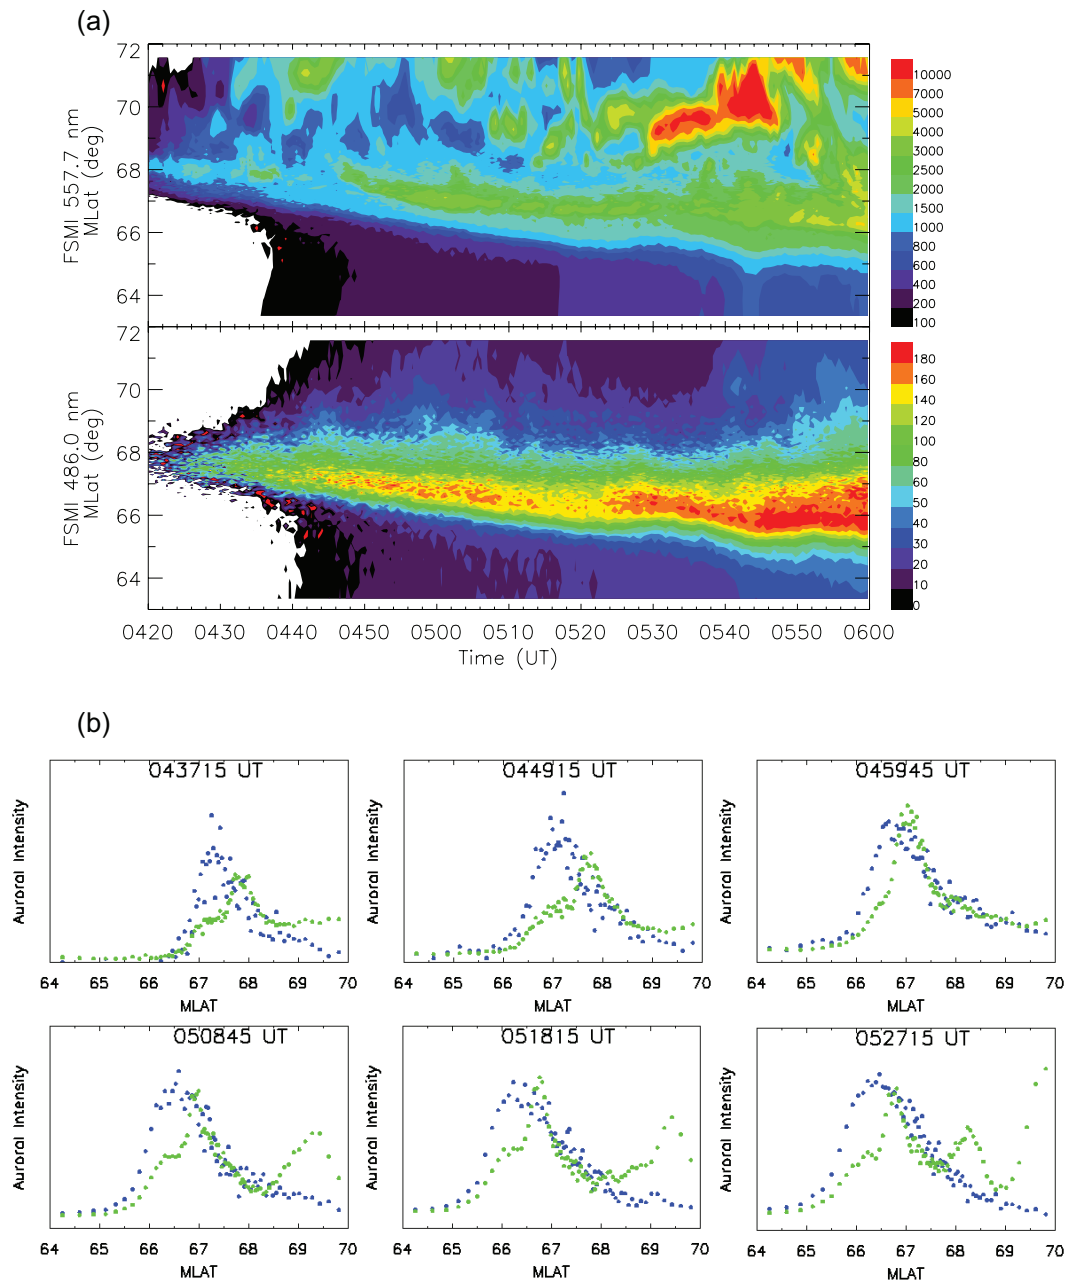 (a)
72
70
68
66
64
FSMI 557.7 nm
MLat (deg)
10000
7000
5000
4000
3000
2500
2000
1500
1000
800
600
400
200
100
72
70
68
66
64
FSMI 486.0 nm
MLat (deg)
180
160
140
120
100
80
60
50
40
30
20
10
0
0420 0430 0440 0450 0500 0510 0520 0530 0540 0550 0600
Time (UT)
(b)
043715 UT
Auroral Intensity
64 65 66 67 68 69 70
MLAT
044915 UT
Auroral Intensity
64 65 66 67 68 69 70
MLAT
045945 UT
Auroral Intensity
64 65 66 67 68 69 70
MLAT
050845 UT
Auroral Intensity
64 65 66 67 68 69 70
MLAT
051815 UT
Auroral Intensity
64 65 66 67 68 69 70
MLAT
052715 UT
Auroral Intensity
64 65 66 67 68 69 70
MLAT